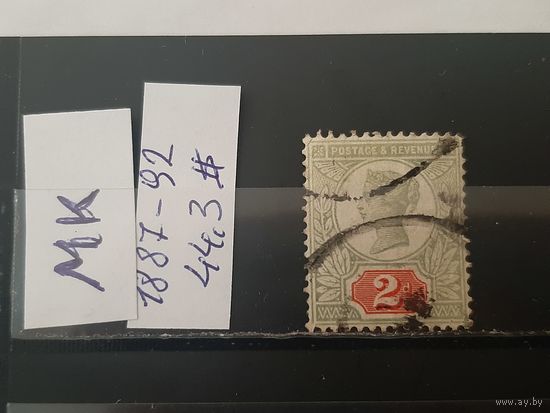 MK
1887-92
44.3 #
POSTAGE & REVENUE
2d
www.ay.by